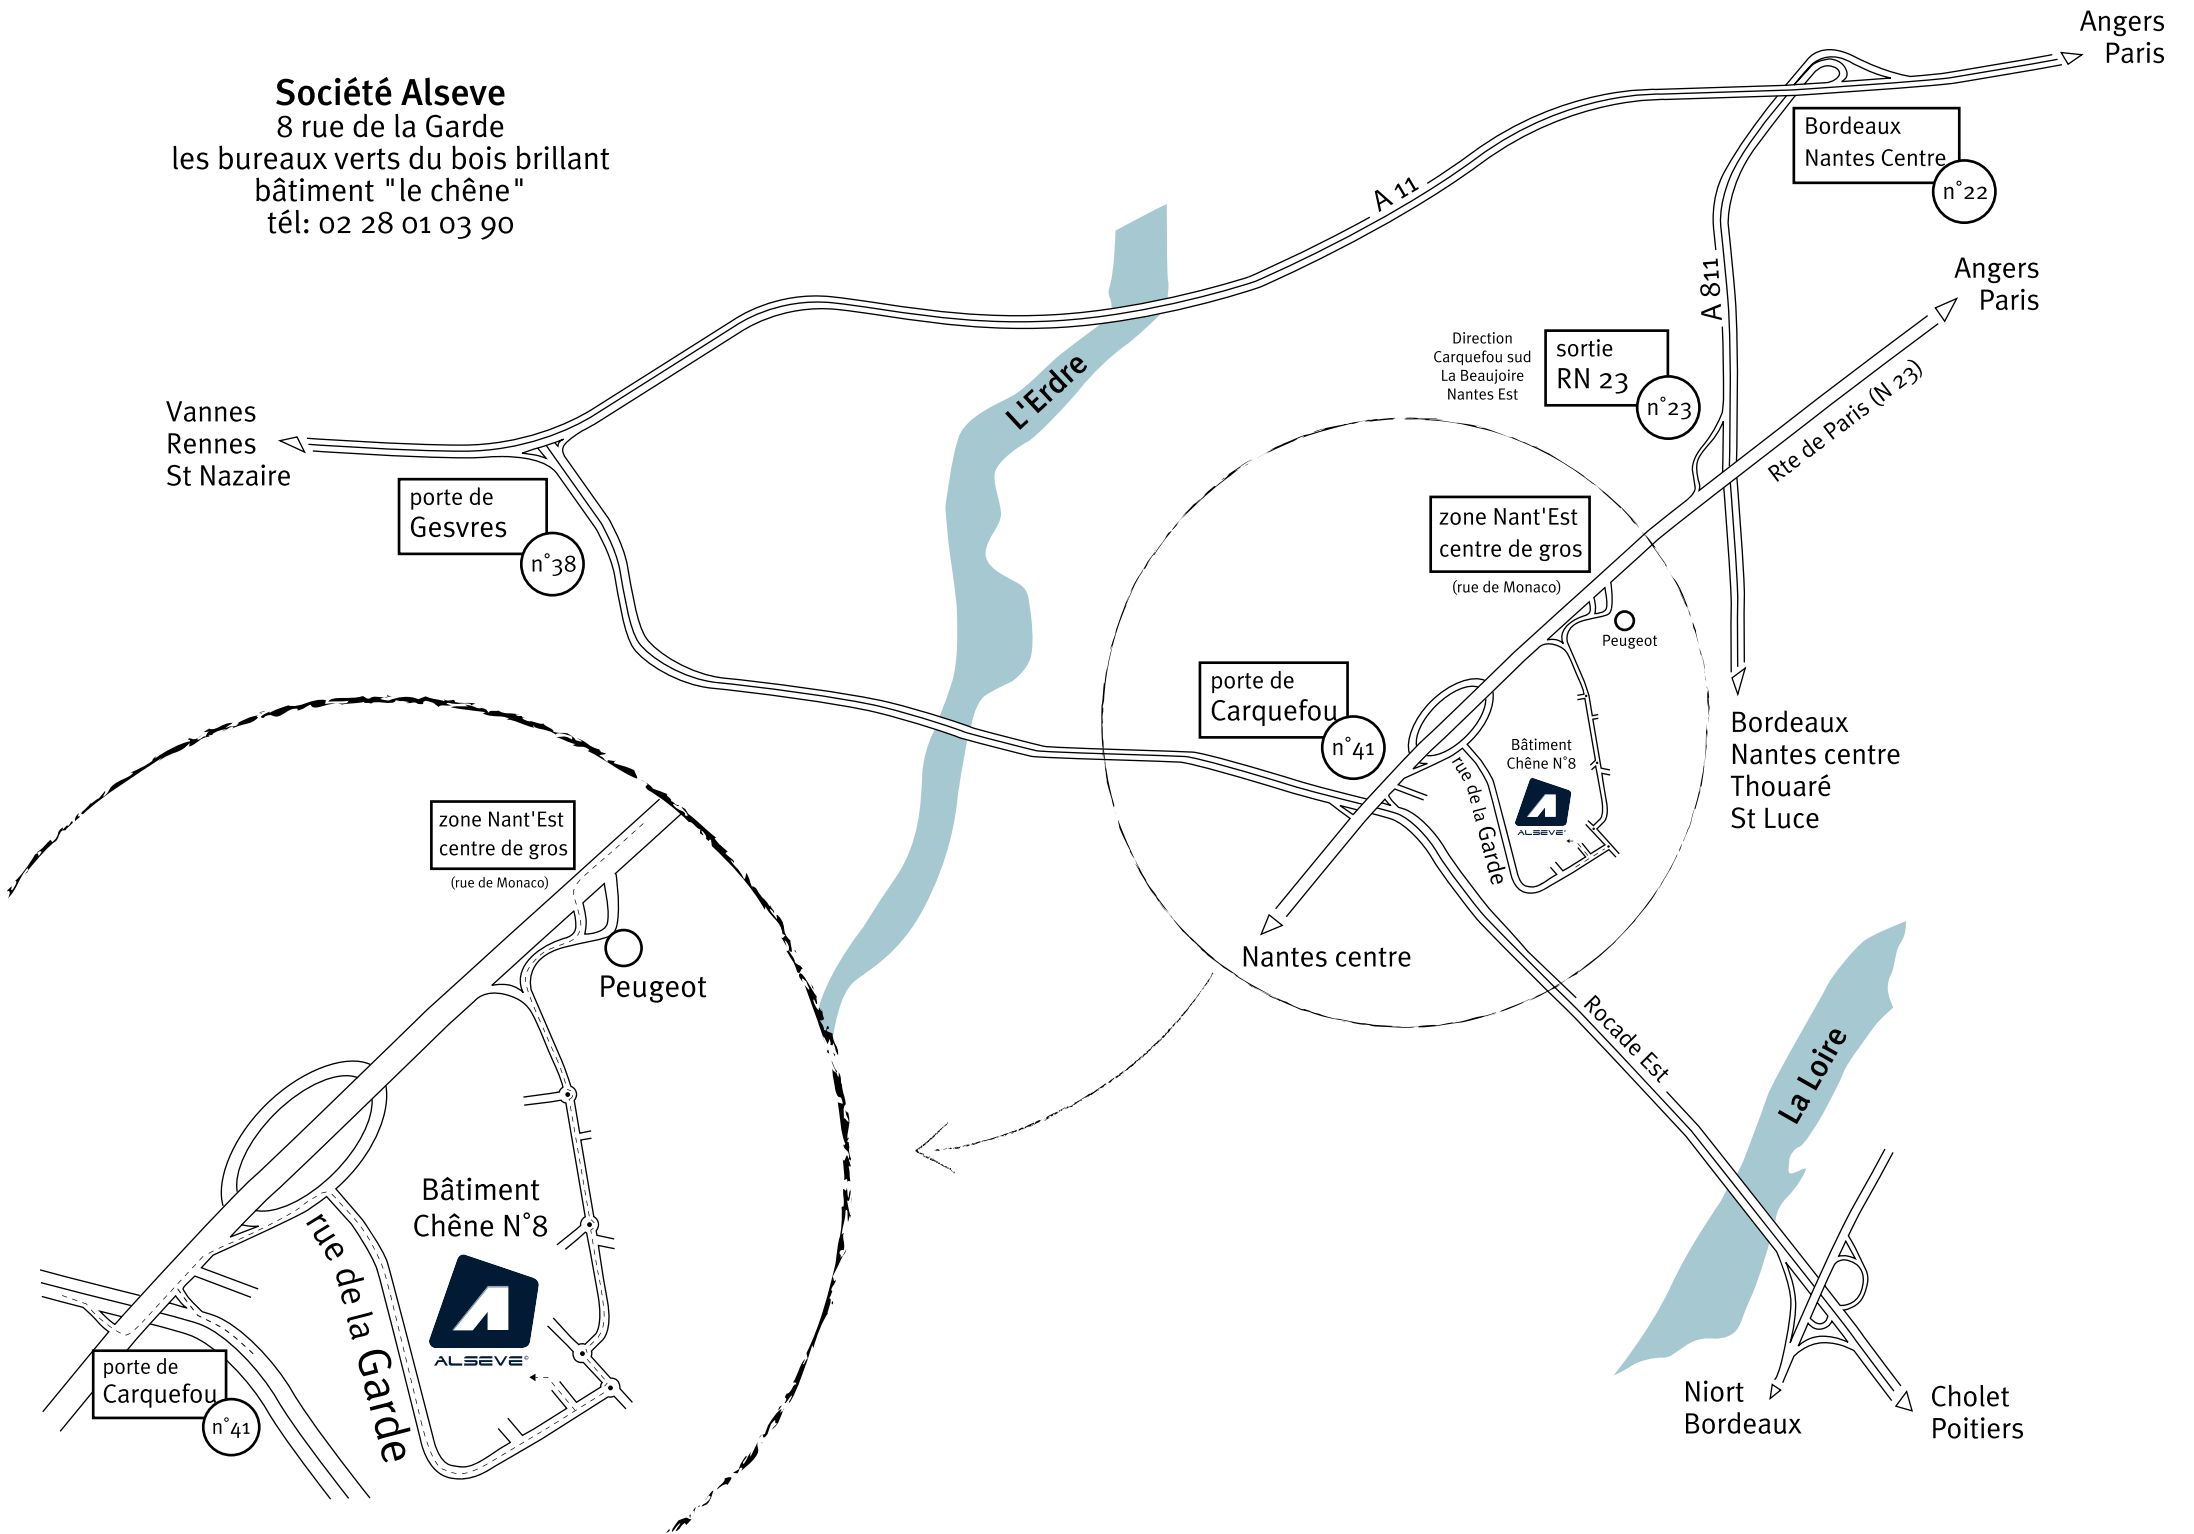 Angers
Paris
Société Alseve
8 rue de la Garde
les bureaux verts du bois brillant
bâtiment "le chêne"
tél: 02 28 01 03 90
Bordeaux
Nantes Centre
n°22
A 11
A 811
Angers
Paris
Direction
Carquefou sud
La Beaujoire
Nantes Est
sortie
RN 23
n°23
Rte de Paris (N 23)
L'Erdre
Vannes
Rennes
St Nazaire
porte de
Gesvres
n°38
zone Nant'Est
centre de gros
(rue de Monaco)
Peugeot
porte de
Carquefou
n°41
Bâtiment
Chêne N°8
ALSEVE
rue de la Garde
Bordeaux
Nantes centre
Thouaré
St Luce
Nantes centre
Rocade Est
La Loire
Niort
Bordeaux
Cholet
Poitiers
zone Nant'Est
centre de gros
(rue de Monaco)
Peugeot
Bâtiment
Chêne N°8
ALSEVE©
rue de la Garde
porte de
Carquefou
n°41